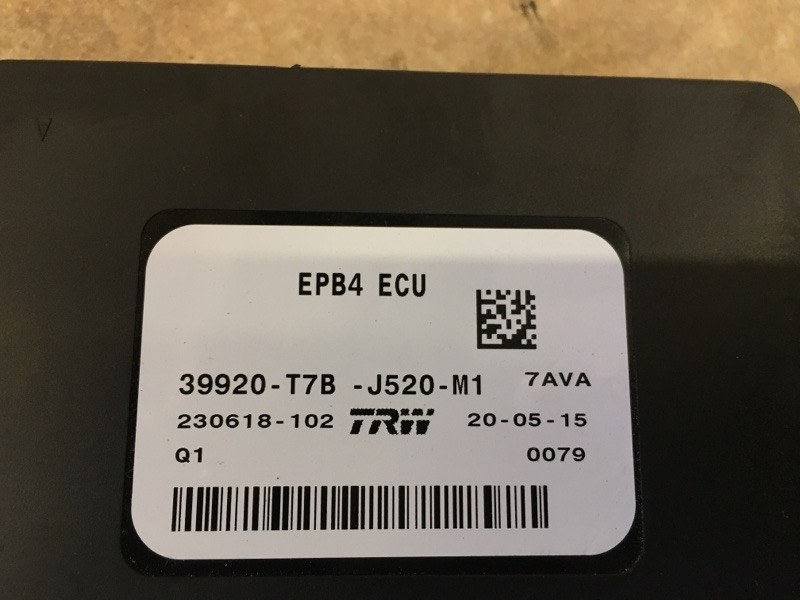 EPB4 ECU
39920-T7B -J520-M1 7AVA
230618-102 TRW 20-05-15
Q1 0079